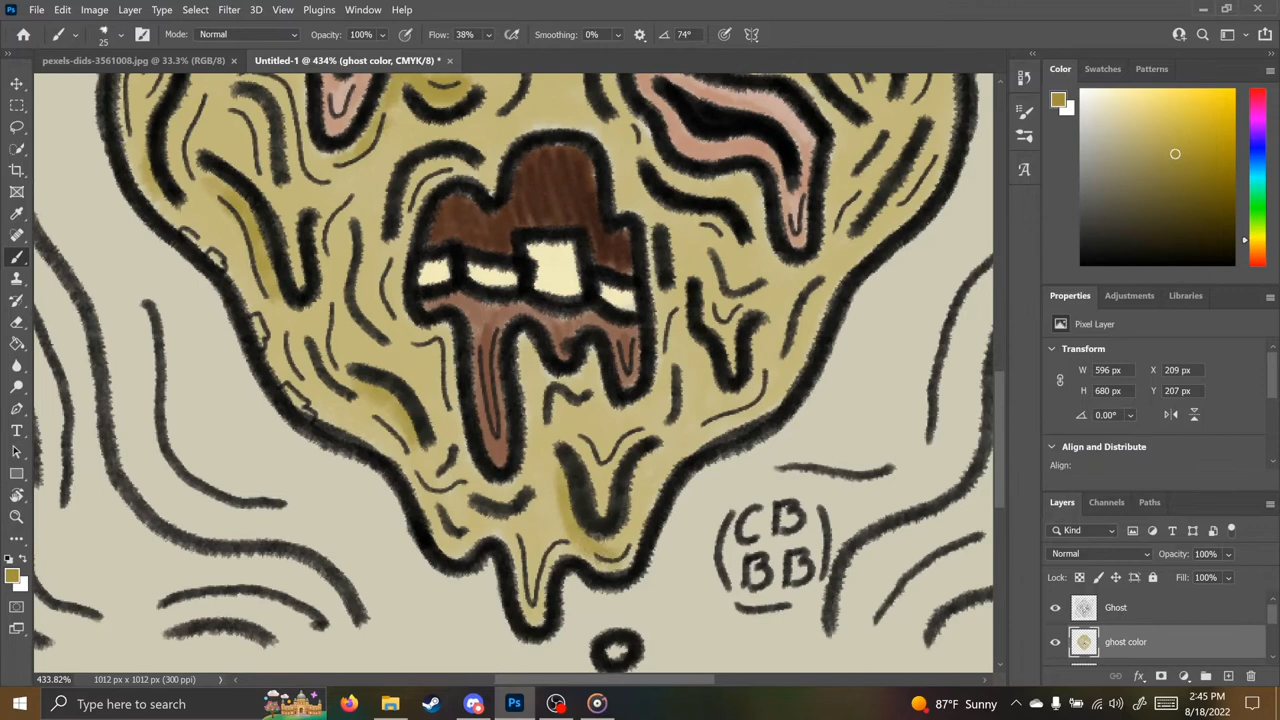 Ps File Edit Image Layer Type Select Filter 3D View Plugins Window Help
25 Mode: Normal Opacity: 100% Flow: 38% Smoothing: 0% 74°
pexels-dids-3561008.jpg @ 33.3% (RGB/8) × Untitled-1 @ 434% (ghost color, CMYK/8) * ×
Color Swatches Patterns
Properties Adjustments Libraries
Pixel Layer
Transform
W 596 px X 209 px
H 680 px Y 207 px
0.00°
Align and Distribute
Align:
Layers Channels Paths
Kind
Normal Opacity: 100%
Lock: Fill: 100%
Ghost
ghost color
CB
BB
433.82% 1012 px x 1012 px (300 ppi)
Type here to search
Ps
87°F Sunny
2:45 PM
8/18/2022